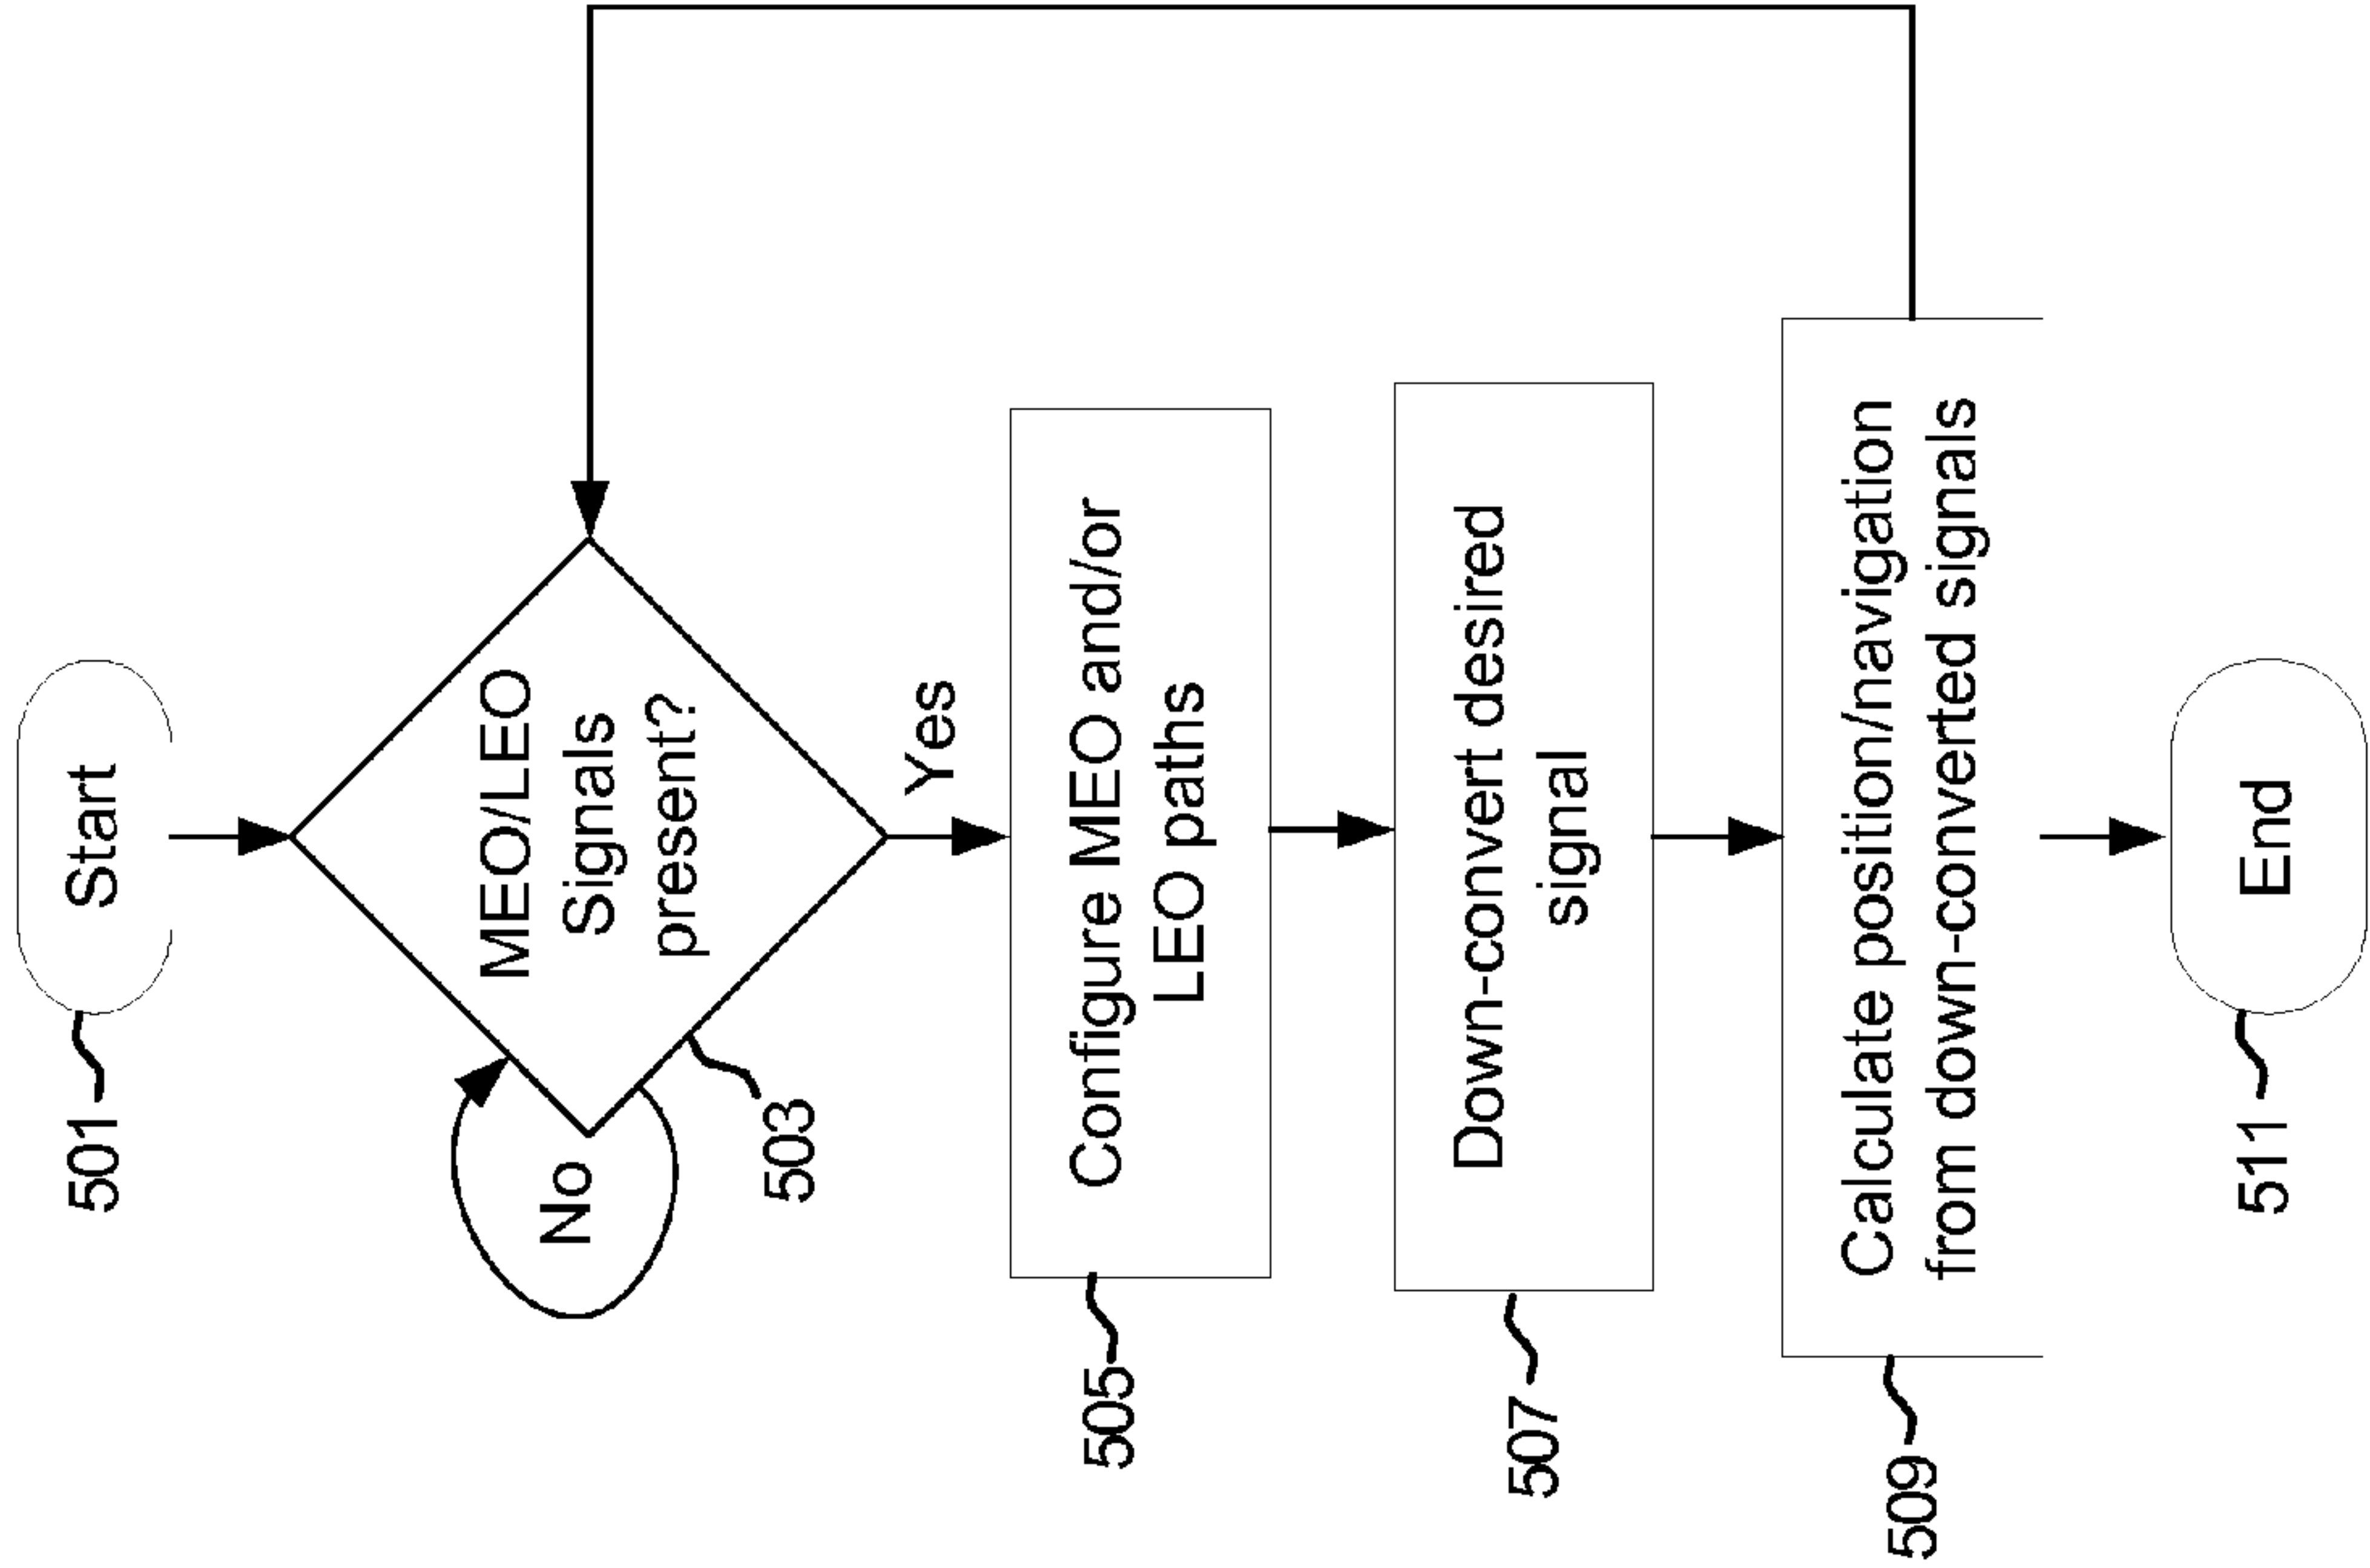 501
Start
MEO/LEO
Signals
present?
No
503
Yes
505
Configure MEO and/or
LEO paths
507
Down-convert desired
signal
509
Calculate position/navigation
from down-converted signals
511
End